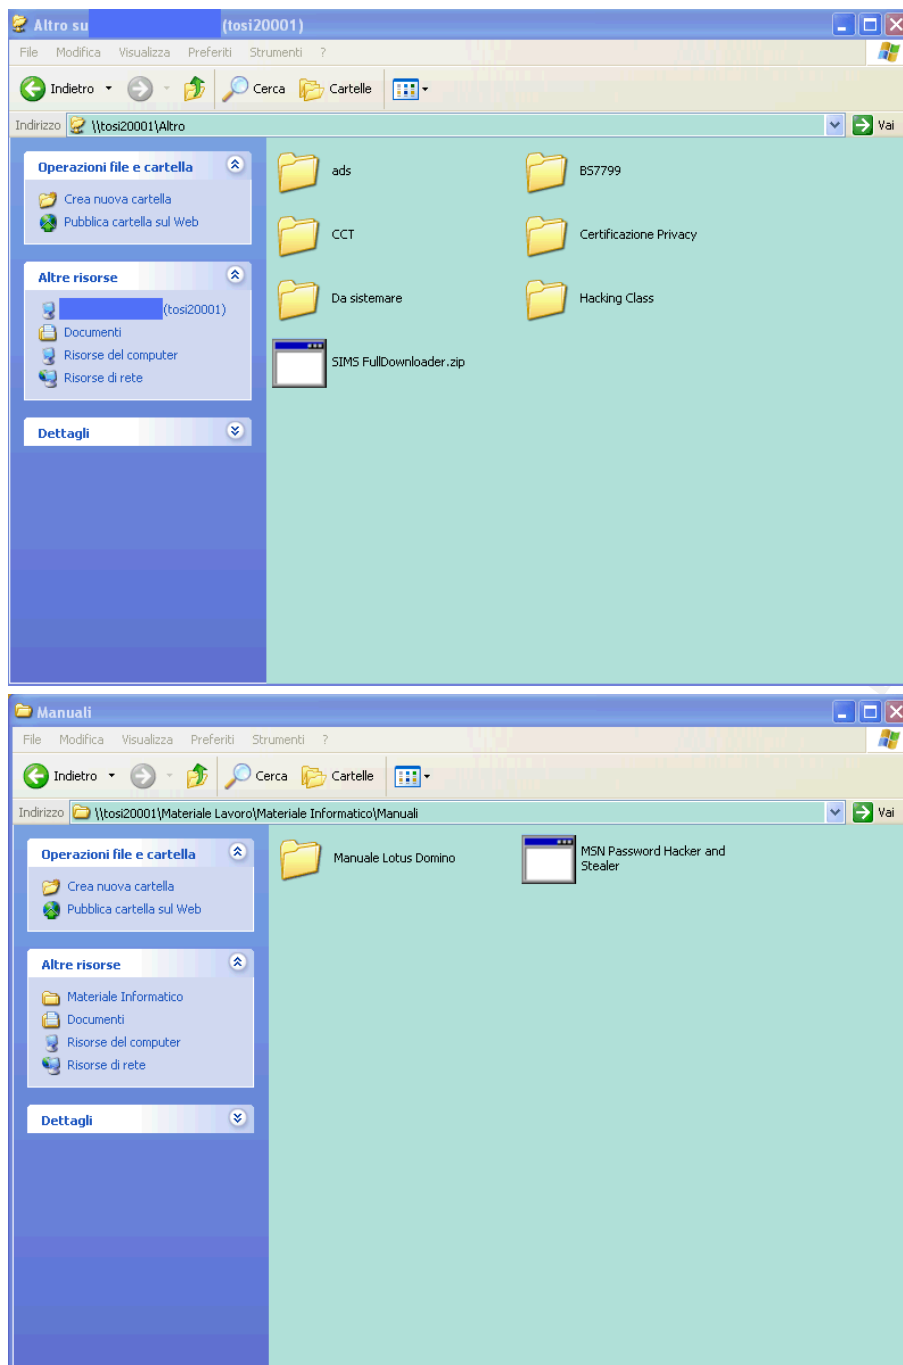 Altro su (tosi20001)
File Modifica Visualizza Preferiti Strumenti ?
Indietro Cerca Cartelle
Indirizzo \\tosi20001\Altro Vai
Operazioni file e cartella
Crea nuova cartella
Pubblica cartella sul Web
Altre risorse
(tosi20001)
Documenti
Risorse del computer
Risorse di rete
Dettagli
ads
BS7799
CCT
Certificazione Privacy
Da sistemare
Hacking Class
SIMS FullDownloader.zip
Manuali
File Modifica Visualizza Preferiti Strumenti ?
Indietro Cerca Cartelle
Indirizzo \\tosi20001\Materiale Lavoro\Materiale Informatico\Manuali Vai
Operazioni file e cartella
Crea nuova cartella
Pubblica cartella sul Web
Altre risorse
Materiale Informatico
Documenti
Risorse del computer
Risorse di rete
Dettagli
Manuale Lotus Domino
MSN Password Hacker and
Stealer